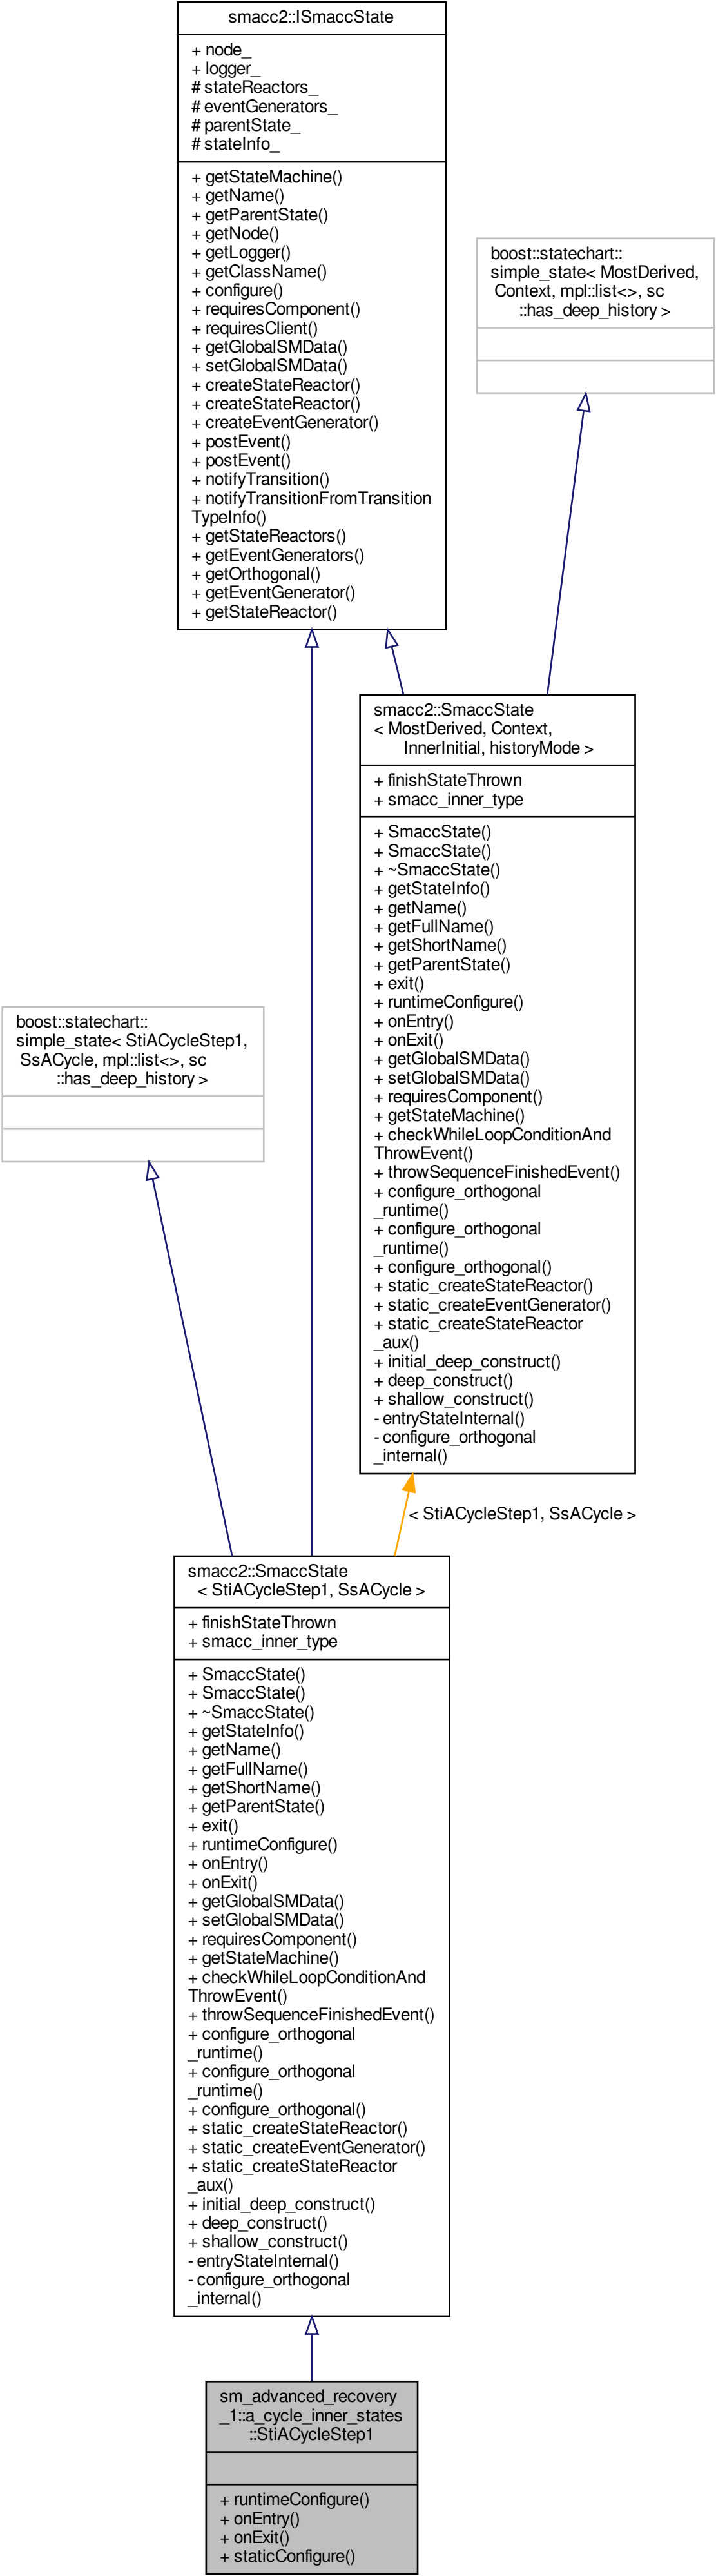 smacc2::ISmaccState
+ node_
+ logger_
# stateReactors_
# eventGenerators_
# parentState_
# stateInfo_
+ getStateMachine()
+ getName()
+ getParentState()
+ getNode()
+ getLogger()
+ getClassName()
+ configure()
+ requiresComponent()
+ requiresClient()
+ getGlobalSMData()
+ setGlobalSMData()
+ createStateReactor()
+ createStateReactor()
+ createEventGenerator()
+ postEvent()
+ postEvent()
+ notifyTransition()
+ notifyTransitionFromTransition
TypeInfo()
+ getStateReactors()
+ getEventGenerators()
+ getOrthogonal()
+ getEventGenerator()
+ getStateReactor()
boost::statechart::
simple_state< MostDerived,
Context, mpl::list<>, sc
::has_deep_history >
smacc2::SmaccState
< MostDerived, Context,
InnerInitial, historyMode >
+ finishStateThrown
+ smacc_inner_type
+ SmaccState()
+ SmaccState()
+ ~SmaccState()
+ getStateInfo()
+ getName()
+ getFullName()
+ getShortName()
+ getParentState()
+ exit()
+ runtimeConfigure()
+ onEntry()
+ onExit()
+ getGlobalSMData()
+ setGlobalSMData()
+ requiresComponent()
+ getStateMachine()
+ checkWhileLoopConditionAnd
ThrowEvent()
+ throwSequenceFinishedEvent()
+ configure_orthogonal
_runtime()
+ configure_orthogonal
_runtime()
+ configure_orthogonal()
+ static_createStateReactor()
+ static_createEventGenerator()
+ static_createStateReactor
_aux()
+ initial_deep_construct()
+ deep_construct()
+ shallow_construct()
- entryStateInternal()
- configure_orthogonal
_internal()
boost::statechart::
simple_state< StiACycleStep1,
SsACycle, mpl::list<>, sc
::has_deep_history >
< StiACycleStep1, SsACycle >
smacc2::SmaccState
< StiACycleStep1, SsACycle >
+ finishStateThrown
+ smacc_inner_type
+ SmaccState()
+ SmaccState()
+ ~SmaccState()
+ getStateInfo()
+ getName()
+ getFullName()
+ getShortName()
+ getParentState()
+ exit()
+ runtimeConfigure()
+ onEntry()
+ onExit()
+ getGlobalSMData()
+ setGlobalSMData()
+ requiresComponent()
+ getStateMachine()
+ checkWhileLoopConditionAnd
ThrowEvent()
+ throwSequenceFinishedEvent()
+ configure_orthogonal
_runtime()
+ configure_orthogonal
_runtime()
+ configure_orthogonal()
+ static_createStateReactor()
+ static_createEventGenerator()
+ static_createStateReactor
_aux()
+ initial_deep_construct()
+ deep_construct()
+ shallow_construct()
- entryStateInternal()
- configure_orthogonal
_internal()
sm_advanced_recovery
_1::a_cycle_inner_states
::StiACycleStep1
+ runtimeConfigure()
+ onEntry()
+ onExit()
+ staticConfigure()